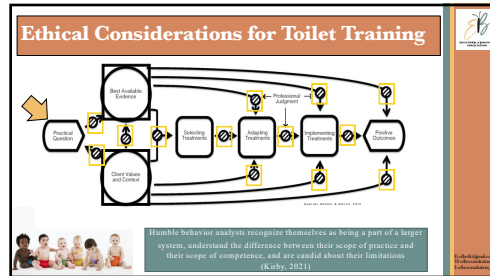 Ethical Considerations for Toilet Training
Best Available
Evidence
Professional
Judgment
Practical
Question
Selecting
Treatments
Adapting
Treatments
Implementing
Treatments
Positive
Outcomes
Client Values
and Context
Humble behavior analysts recognize themselves as being a part of a larger
system, understand the difference between their scope of practice and
their scope of competence, and are candid about their limitations
(Kirby, 2021)